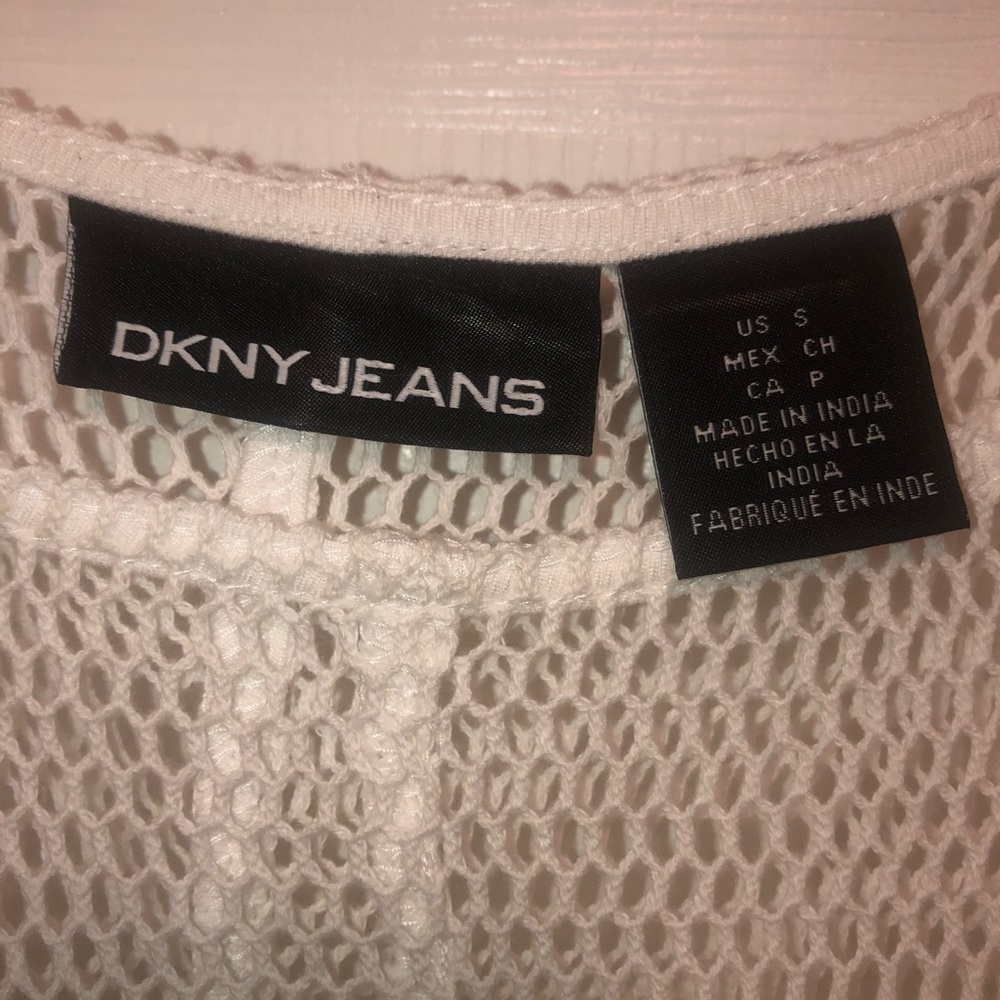 DKNY JEANS
US S
MEX CH
CA P
MADE IN INDIA
HECHO EN LA
INDIA
FABRIQUÉ EN INDE